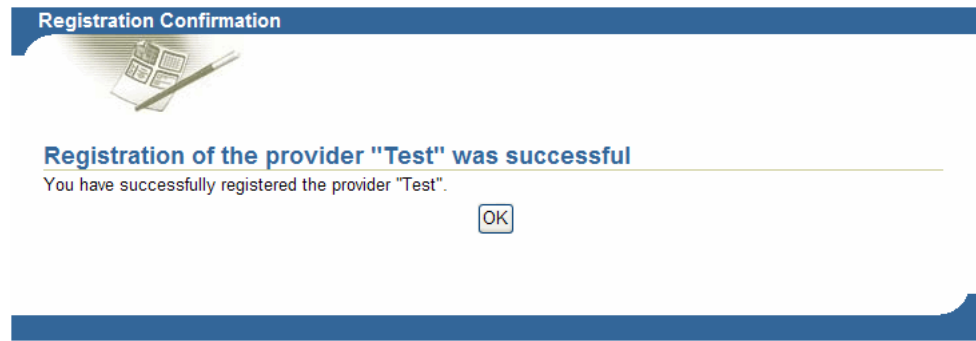 Registration Confirmation
Registration of the provider "Test" was successful
You have successfully registered the provider "Test".
OK